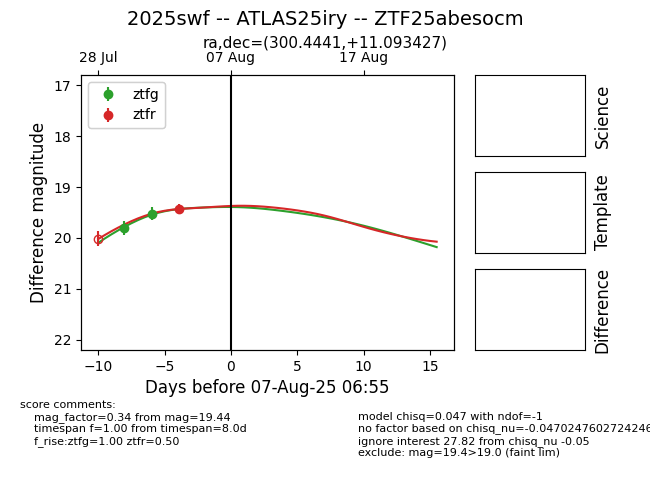 2025swf -- ATLAS25iry -- ZTF25abesocm
ra,dec=(300.4441,+11.093427)
28 Jul 07 Aug 17 Aug
ztfg
ztfr
17
18
19
20
21
22
Difference magnitude
−10 −5 0 5 10 15
Days before 07-Aug-25 06:55
Science
Template
Difference
score comments:
mag_factor=0.34 from mag=19.44
timespan f=1.00 from timespan=8.0d
f_rise:ztfg=1.00 ztfr=0.50
model chisq=0.047 with ndof=-1
no factor based on chisq_nu=-0.0470247602724246
ignore interest 27.82 from chisq_nu -0.05
exclude: mag=19.4>19.0 (faint lim)